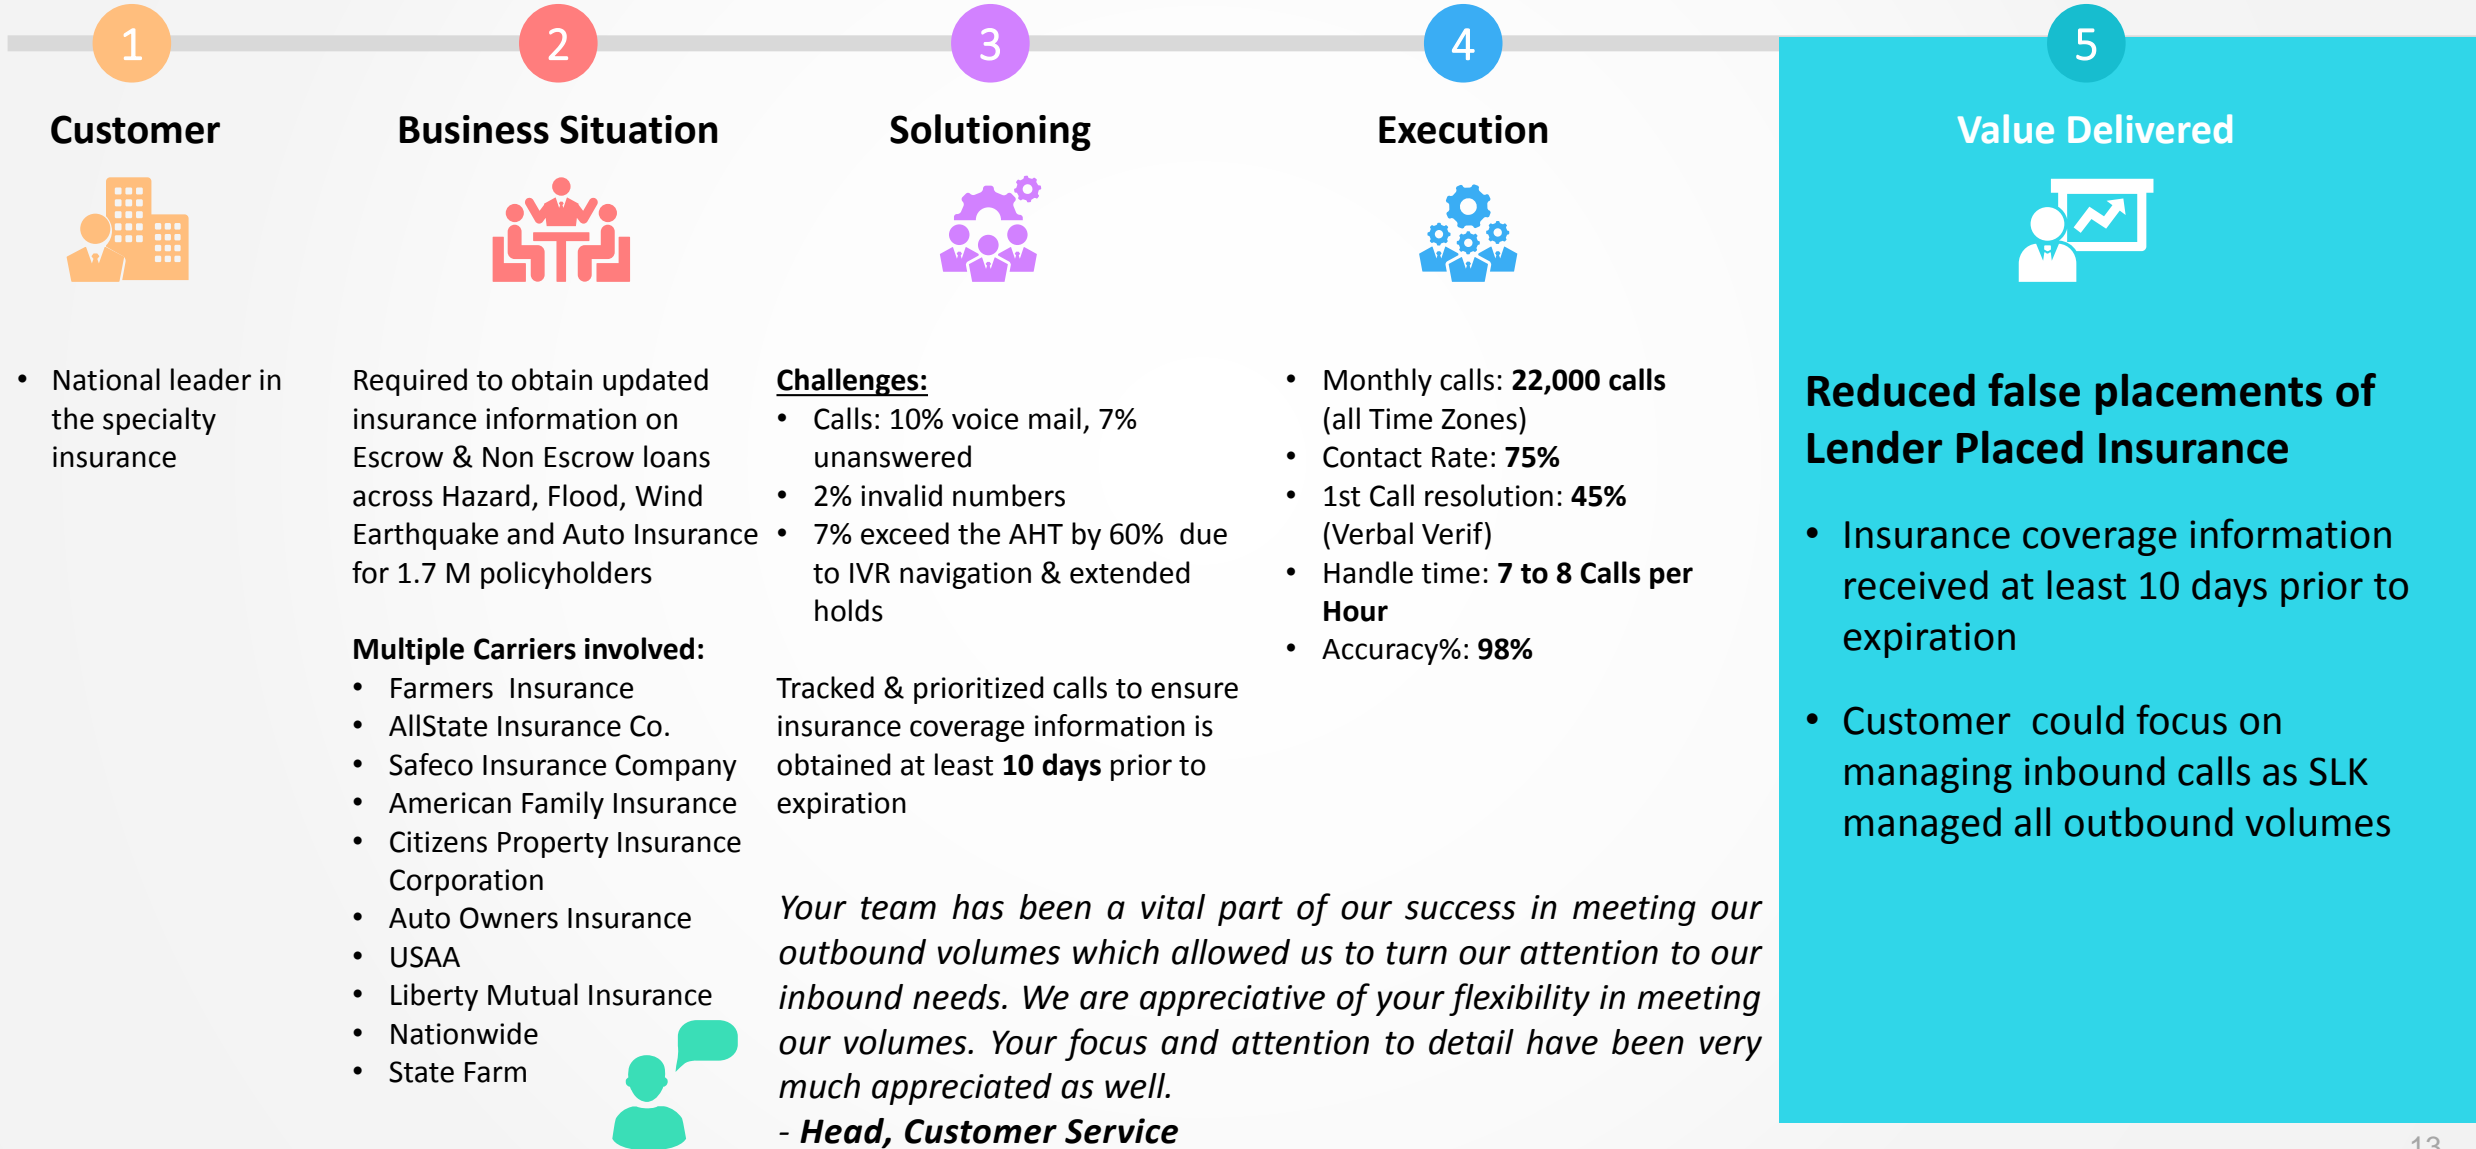 1
Customer
• National leader in
the specialty
insurance
2
Business Situation
Required to obtain updated
insurance information on
Escrow & Non Escrow loans
across Hazard, Flood, Wind
Earthquake and Auto Insurance
for 1.7 M policyholders
Multiple Carriers involved:
• Farmers  Insurance
• AllState Insurance Co.
• Safeco Insurance Company
• American Family Insurance
• Citizens Property Insurance
Corporation
• Auto Owners Insurance
• USAA
• Liberty Mutual Insurance
• Nationwide
• State Farm
3
Solutioning
Challenges:
• Calls: 10% voice mail, 7%
unanswered
• 2% invalid numbers
• 7% exceed the AHT by 60%  due
to IVR navigation & extended
holds
Tracked & prioritized calls to ensure
insurance coverage information is
obtained at least 10 days prior to
expiration
4
Execution
• Monthly calls: 22,000 calls
(all Time Zones)
• Contact Rate: 75%
• 1st Call resolution: 45%
(Verbal Verif)
• Handle time: 7 to 8 Calls per
Hour
• Accuracy%: 98%
Your team has been a vital part of our success in meeting our
outbound volumes which allowed us to turn our attention to our
inbound needs. We are appreciative of your flexibility in meeting
our volumes. Your focus and attention to detail have been very
much appreciated as well.
- Head, Customer Service
5
Value Delivered
Reduced false placements of
Lender Placed Insurance
• Insurance coverage information
received at least 10 days prior to
expiration
• Customer  could focus on
managing inbound calls as SLK
managed all outbound volumes
13